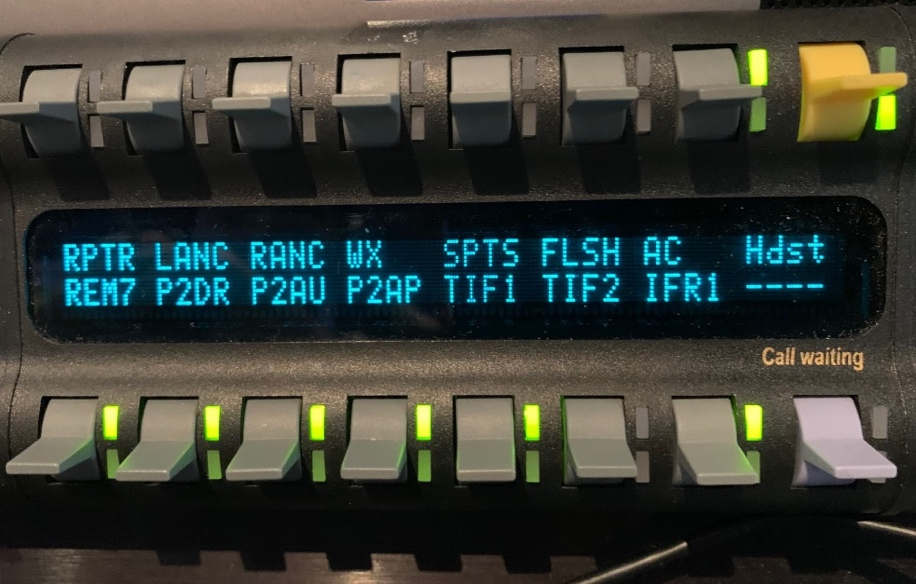 RPTR LANC RANC WX SPTS FLSH AC Hdst
REM7 P2DR P2AU P2AP TIF1 TIF2 IFR1 ----
Call waiting